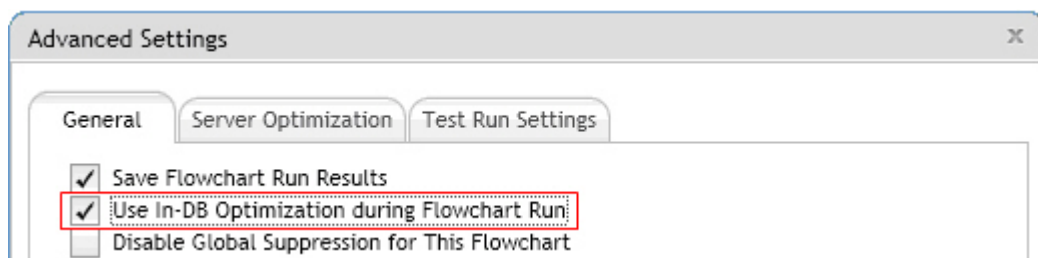 Advanced Settings
General Server Optimization Test Run Settings
Save Flowchart Run Results
Use In-DB Optimization during Flowchart Run
Disable Global Suppression for This Flowchart